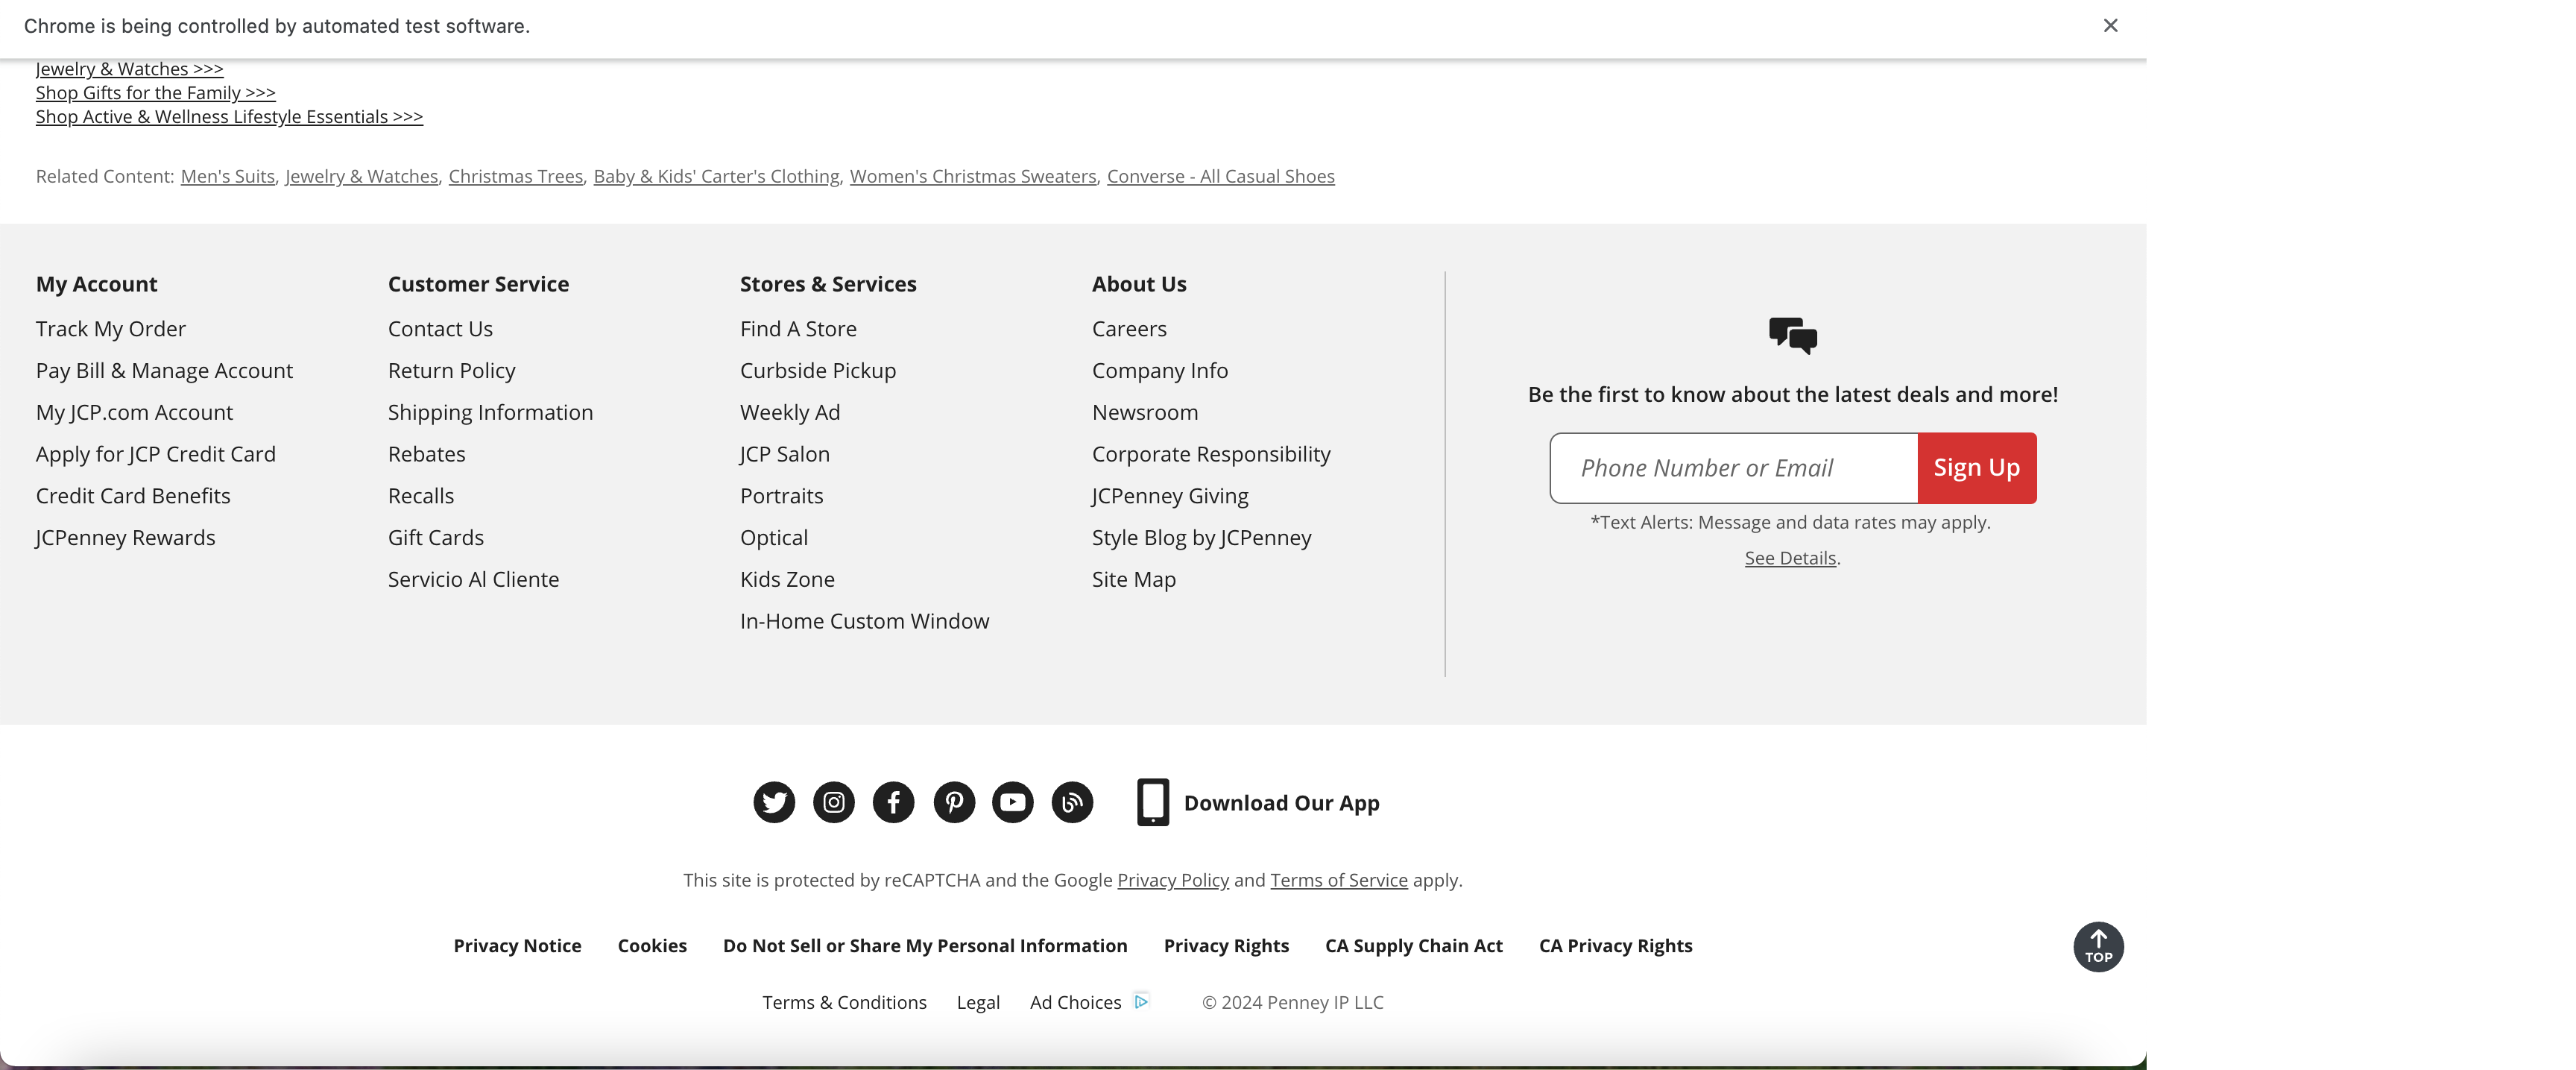 Chrome is being controlled by automated test software.
Jewelry & Watches >>>
Shop Gifts for the Family >>>
Shop Active & Wellness Lifestyle Essentials >>>
Related Content: Men's Suits, Jewelry & Watches, Christmas Trees, Baby & Kids' Carter's Clothing, Women's Christmas Sweaters, Converse - All Casual Shoes
My Account
Track My Order
Pay Bill & Manage Account
My JCP.com Account
Apply for JCP Credit Card
Credit Card Benefits
JCPenney Rewards
Customer Service
Contact Us
Return Policy
Shipping Information
Rebates
Recalls
Gift Cards
Servicio Al Cliente
Stores & Services
Find A Store
Curbside Pickup
Weekly Ad
JCP Salon
Portraits
Optical
Kids Zone
In-Home Custom Window
About Us
Careers
Company Info
Newsroom
Corporate Responsibility
JCPenney Giving
Style Blog by JCPenney
Site Map
Be the first to know about the latest deals and more!
Phone Number or Email
Sign Up
*Text Alerts: Message and data rates may apply.
See Details.
Download Our App
This site is protected by reCAPTCHA and the Google Privacy Policy and Terms of Service apply.
Privacy Notice Cookies Do Not Sell or Share My Personal Information Privacy Rights CA Supply Chain Act CA Privacy Rights
TOP
Terms & Conditions Legal Ad Choices © 2024 Penney IP LLC